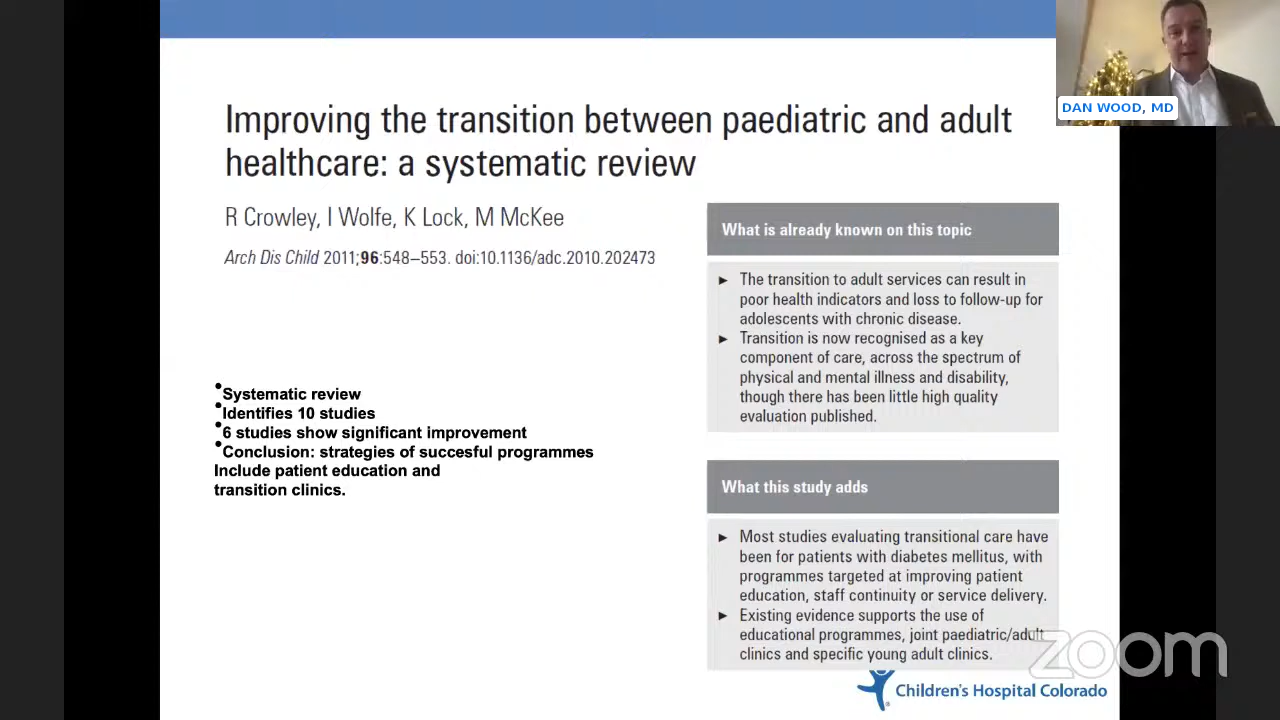 DAN WOOD, MD
Improving the transition between paediatric and adult
healthcare: a systematic review
R Crowley, I Wolfe, K Lock, M McKee
Arch Dis Child 2011;96:548–553. doi:10.1136/adc.2010.202473
•Systematic review
•Identifies 10 studies
•6 studies show significant improvement
•Conclusion: strategies of succesful programmes
Include patient education and
transition clinics.
What is already known on this topic
► The transition to adult services can result in
poor health indicators and loss to follow-up for
adolescents with chronic disease.
► Transition is now recognised as a key
component of care, across the spectrum of
physical and mental illness and disability,
though there has been little high quality
evaluation published.
What this study adds
► Most studies evaluating transitional care have
been for patients with diabetes mellitus, with
programmes targeted at improving patient
education, staff continuity or service delivery.
► Existing evidence supports the use of
educational programmes, joint paediatric/adult
clinics and specific young adult clinics.
zoom
Children's Hospital Colorado